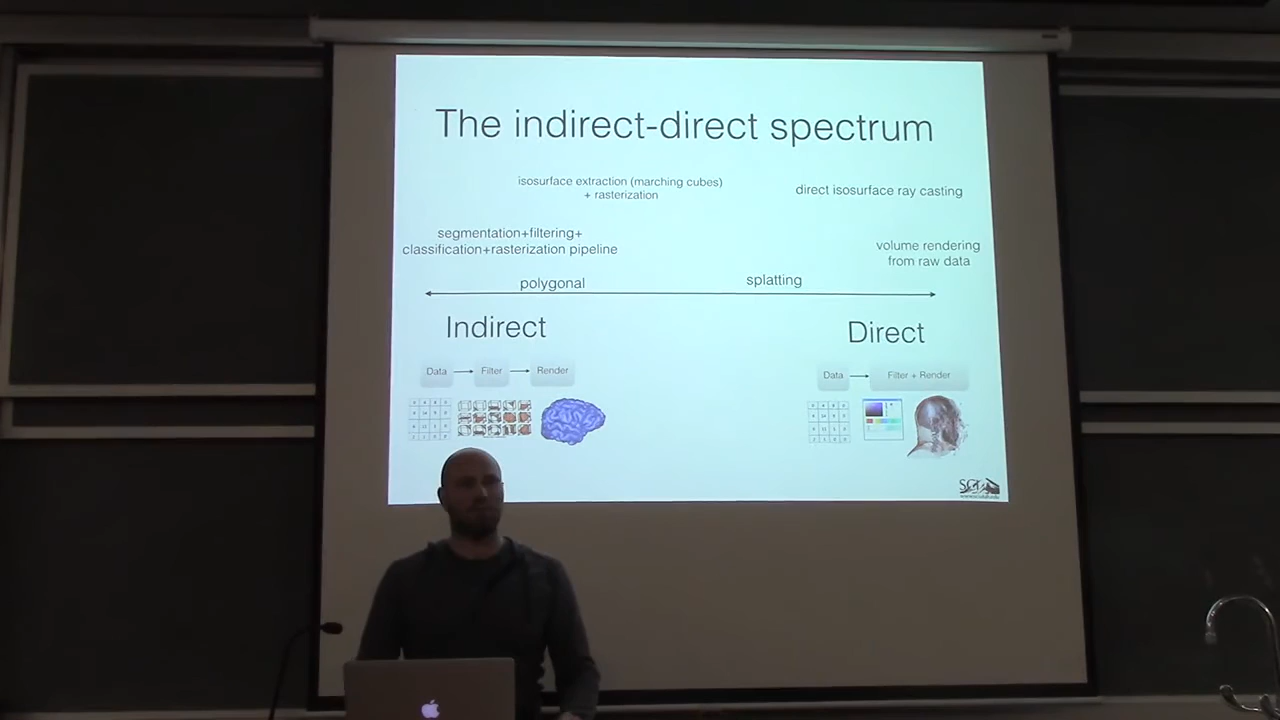 The indirect-direct spectrum
isosurface extraction (marching cubes)
+ rasterization
direct isosurface ray casting
segmentation+filtering+
classification+rasterization pipeline
volume rendering
from raw data
polygonal
splatting
Indirect
Direct
Data
Filter
Render
Data
Filter + Render
SCI